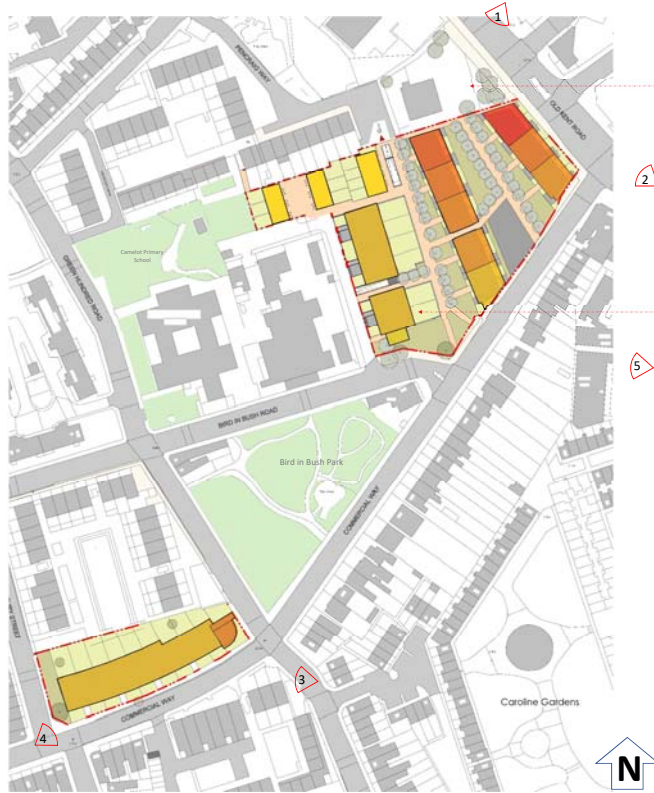 1
PENCRAIG WAY
OLD KENT ROAD
2
Camelot Primary
School
GREEN HUNDRED ROAD
5
BIRD IN BUSH ROAD
Bird in Bush Park
COMMERCIAL WAY
3
COMMERCIAL WAY
Caroline Gardens
4
N